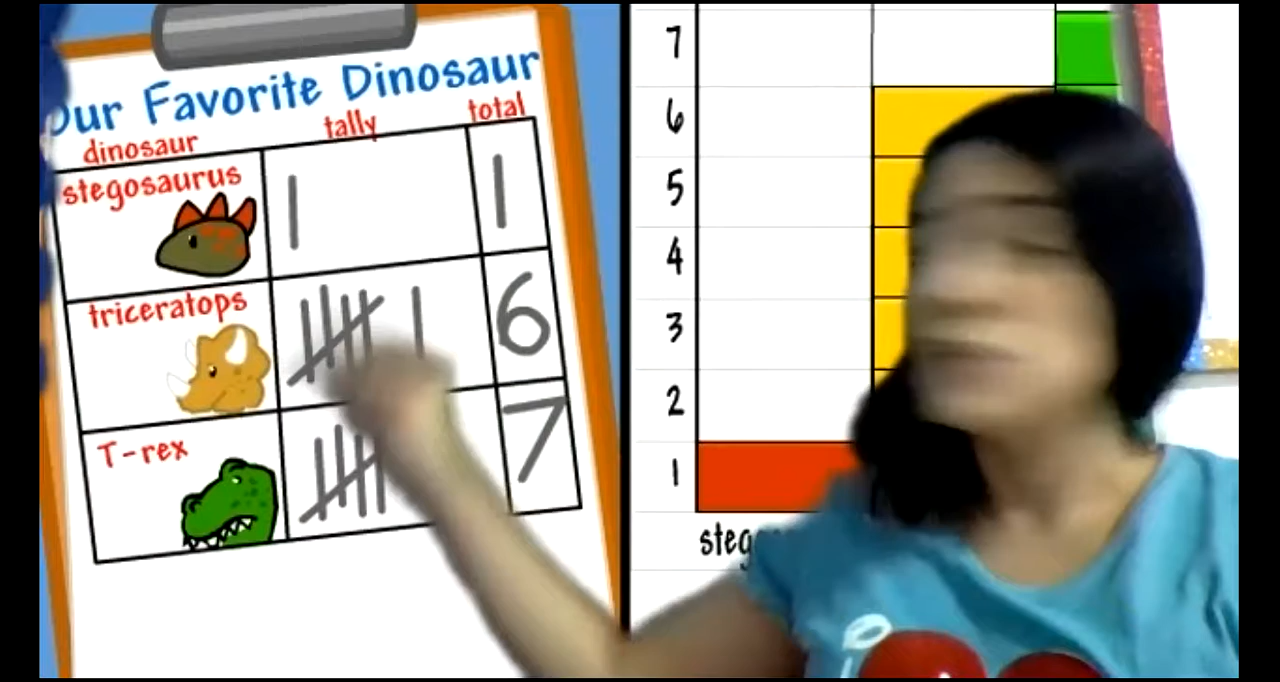 Our Favorite Dinosaur
dinosaur tally total
stegosaurus 1
triceratops 6
T-rex 7
7
6
5
4
3
2
1